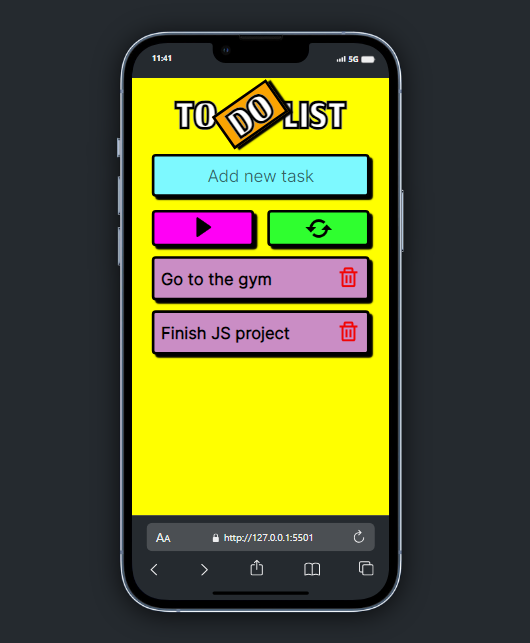 11:41
5G
TO DO LIST
Add new task
Go to the gym
Finish JS project
AA
http://127.0.0.1:5501